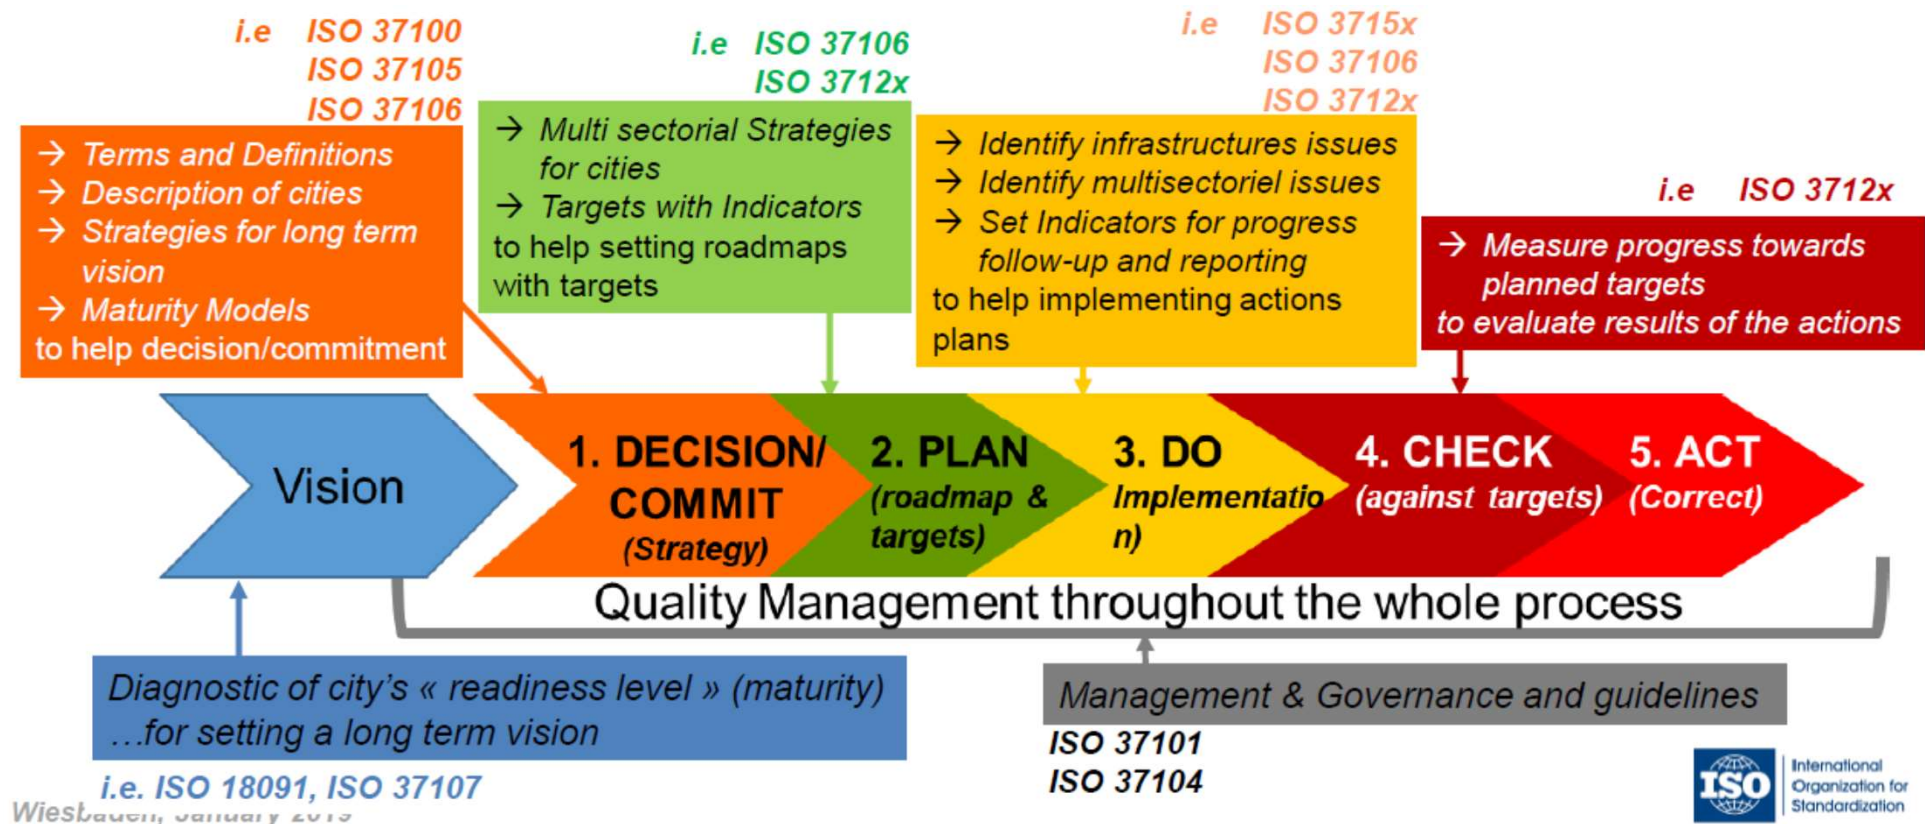 i.e ISO 37100
ISO 37105
ISO 37106
→ Terms and Definitions
→ Description of cities
→ Strategies for long term
vision
→ Maturity Models
to help decision/commitment
i.e ISO 37106
ISO 3712x
→ Multi sectorial Strategies
for cities
→ Targets with Indicators
to help setting roadmaps
with targets
i.e ISO 3715x
ISO 37106
ISO 3712x
→ Identify infrastructures issues
→ Identify multisectoriel issues
→ Set Indicators for progress
follow-up and reporting
to help implementing actions
plans
i.e ISO 3712x
→ Measure progress towards
planned targets
to evaluate results of the actions
Vision
1. DECISION/
COMMIT
(Strategy)
2. PLAN
(roadmap &
targets)
3. DO
Implementatio
n)
4. CHECK
(against targets)
5. ACT
(Correct)
Quality Management throughout the whole process
Diagnostic of city's « readiness level » (maturity)
…for setting a long term vision
i.e. ISO 18091, ISO 37107
Management & Governance and guidelines
ISO 37101
ISO 37104
Wiesbaden, January 2019
ISO
International
Organization for
Standardization